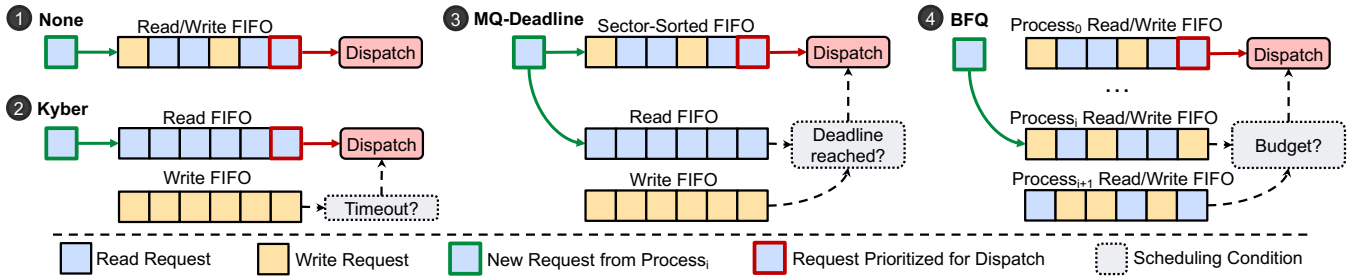 1 None
Read/Write FIFO
Dispatch
2 Kyber
Read FIFO
Dispatch
Write FIFO
Timeout?
3 MQ-Deadline
Sector-Sorted FIFO
Dispatch
Read FIFO
Deadline
reached?
Write FIFO
4 BFQ
Process0 Read/Write FIFO
Dispatch
...
Processi Read/Write FIFO
Budget?
Processi+1 Read/Write FIFO
Read Request
Write Request
New Request from Processi
Request Prioritized for Dispatch
Scheduling Condition